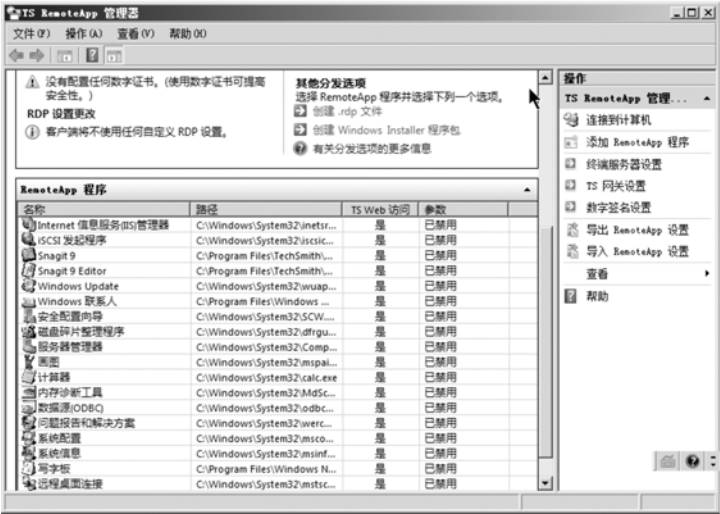 TS RemoteApp 管理器
文件(F) 操作(A) 查看(V) 帮助(H)
没有配置任何数字证书。(使用数字证书可提高
安全性。)
RDP 设置更改
客户端将不使用任何自定义 RDP 设置。
其他分发选项
选择 RemoteApp 程序并选择下列一个选项。
创建 .rdp 文件
创建 Windows Installer 程序包
有关分发选项的更多信息
RemoteApp 程序
名称 路径 TS Web 访问 参数
Internet 信息服务(IIS)管理器 C:\Windows\System32\inetsr... 是 已禁用
iSCSI 发起程序 C:\Windows\System32\iscsic... 是 已禁用
Snagit 9 C:\Program Files\TechSmith\... 是 已禁用
Snagit 9 Editor C:\Program Files\TechSmith\... 是 已禁用
Windows Update C:\Windows\System32\wuap... 是 已禁用
Windows 联系人 C:\Program Files\Windows ... 是 已禁用
安全配置向导 C:\Windows\System32\SCW.... 是 已禁用
磁盘碎片整理程序 C:\Windows\System32\dfrgu... 是 已禁用
服务器管理器 C:\Windows\System32\Comp... 是 已禁用
画图 C:\Windows\System32\mspai... 是 已禁用
计算器 C:\Windows\System32\calc.exe 是 已禁用
内存诊断工具 C:\Windows\System32\MdSc... 是 已禁用
数据源(ODBC) C:\Windows\System32\odbc... 是 已禁用
问题报告和解决方案 C:\Windows\System32\werc... 是 已禁用
系统配置 C:\Windows\System32\msco... 是 已禁用
系统信息 C:\Windows\System32\msinf... 是 已禁用
写字板 C:\Program Files\Windows N... 是 已禁用
远程桌面连接 C:\Windows\System32\mstsc... 是 已禁用
操作
TS RemoteApp 管理...
连接到计算机
添加 RemoteApp 程序
终端服务器设置
TS 网关设置
数字签名设置
导出 RemoteApp 设置
导入 RemoteApp 设置
查看
帮助